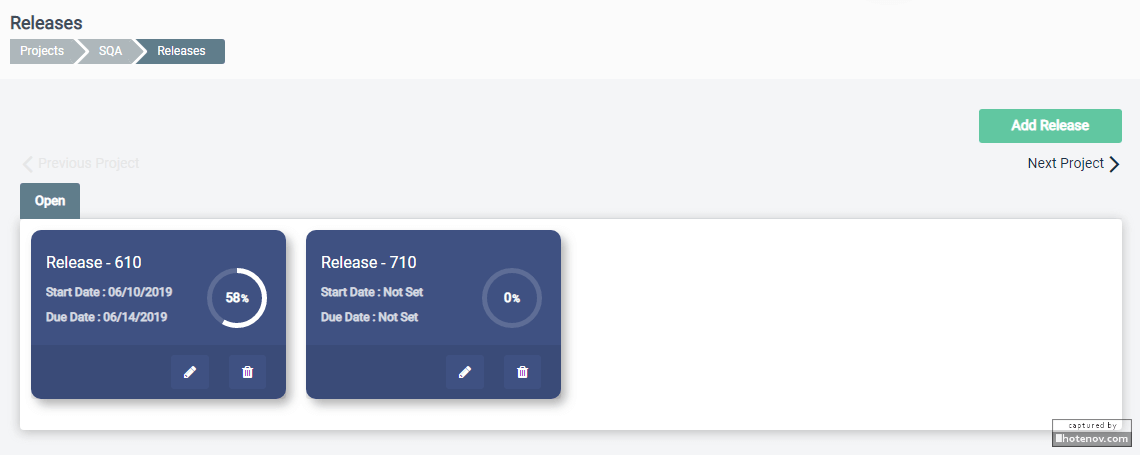 Releases
Projects SQA Releases
Add Release
Previous Project Next Project
Open
Release - 610
Start Date : 06/10/2019
Due Date : 06/14/2019
58%
Release - 710
Start Date : Not Set
Due Date : Not Set
0%
captured by
hotenov.com